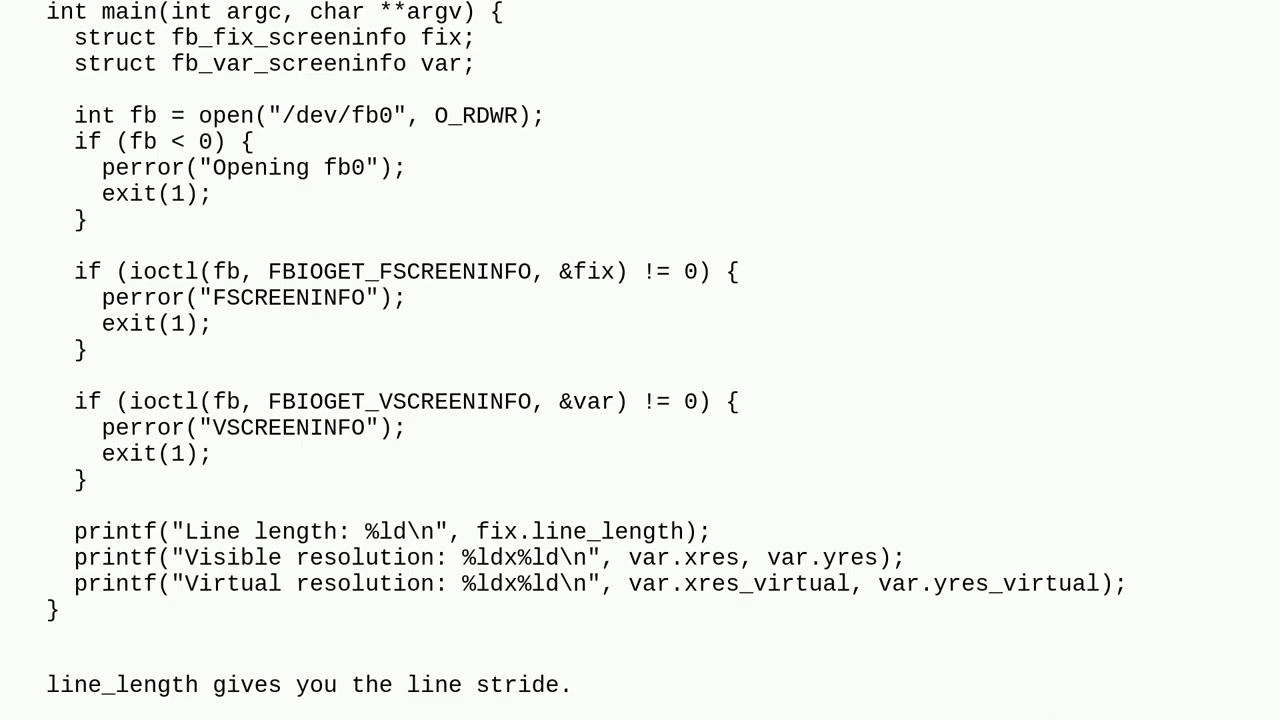 int main(int argc, char **argv) {
  struct fb_fix_screeninfo fix;
  struct fb_var_screeninfo var;

  int fb = open("/dev/fb0", O_RDWR);
  if (fb < 0) {
    perror("Opening fb0");
    exit(1);
  }

  if (ioctl(fb, FBIOGET_FSCREENINFO, &fix) != 0) {
    perror("FSCREENINFO");
    exit(1);
  }

  if (ioctl(fb, FBIOGET_VSCREENINFO, &var) != 0) {
    perror("VSCREENINFO");
    exit(1);
  }

  printf("Line length: %ld\n", fix.line_length);
  printf("Visible resolution: %ldx%ld\n", var.xres, var.yres);
  printf("Virtual resolution: %ldx%ld\n", var.xres_virtual, var.yres_virtual);
}

line_length gives you the line stride.